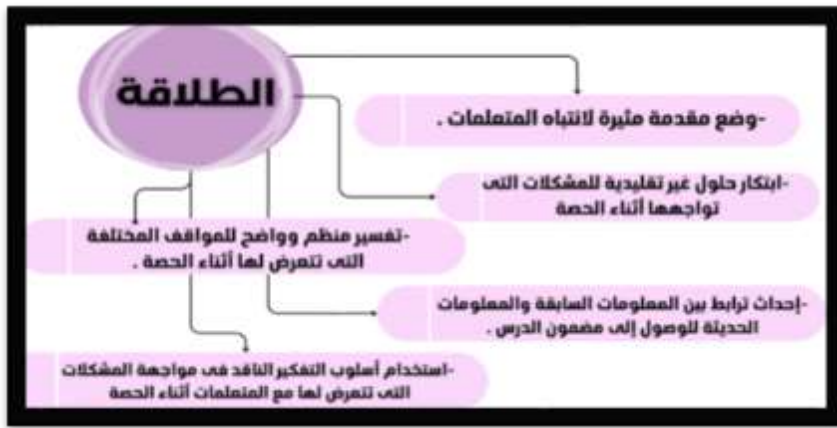 الطلاقة
-وضع مقدمة مثيرة لانتباه المتعلمات .
-ابتكار حلول غير تقليدية للمشكلات التى
تواجهها أثناء الحصة
-تفسير منظم وواضح للمواقف المختلفة
التى تتعرض لها أثناء الحصة .
-إحداث ترابط بين المعلومات السابقة والمعلومات
الحديثة للوصول إلى مضمون الدرس .
-استخدام أسلوب التفكير الناقد فى مواجهة المشكلات
التى تتعرض لها مع المتعلمات أثناء الحصة